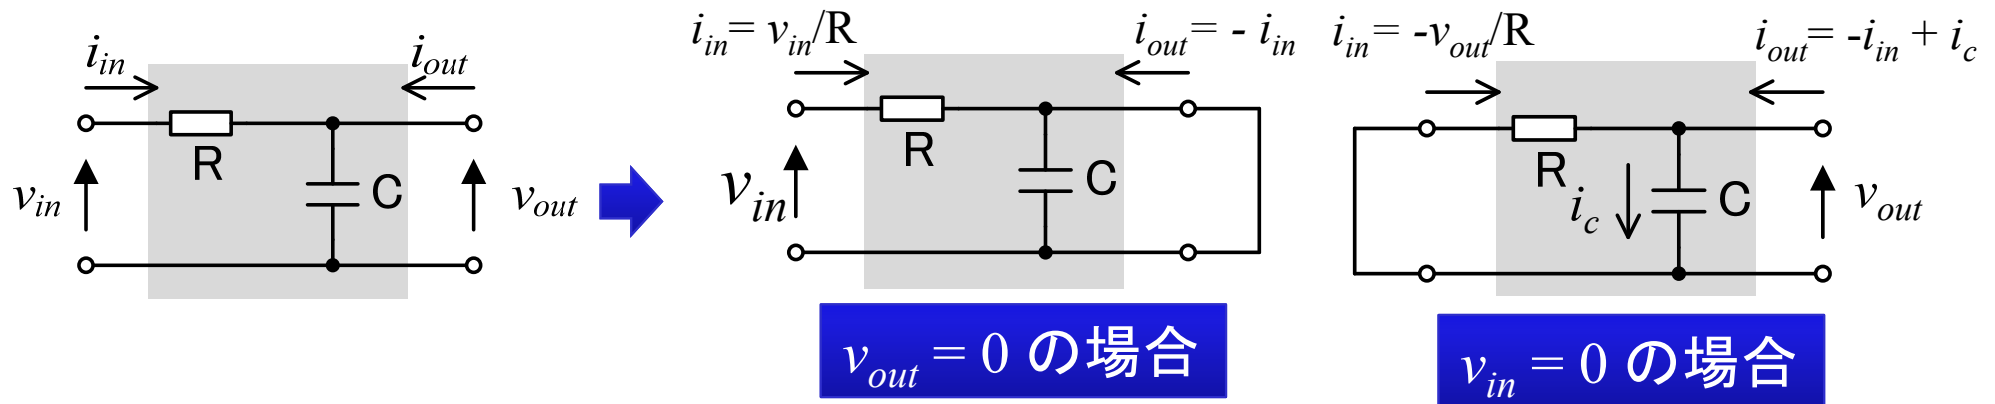 i_in
i_out
R
C
v_in
v_out
i_in = v_in/R
i_out = - i_in
R
C
v_in
v_out = 0 の場合
i_in = -v_out/R
i_out = -i_in + i_c
R
i_c
C
v_out
v_in = 0 の場合